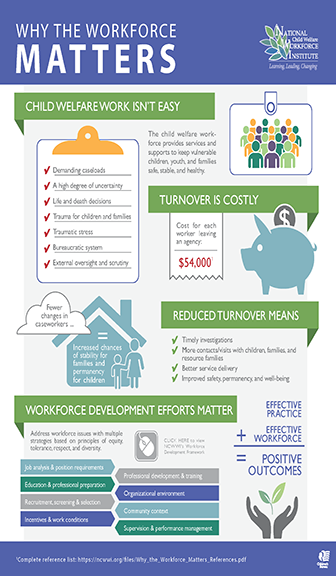 WHY THE WORKFORCE
MATTERS
NATIONAL
Child Welfare
WORKFORCE
INSTITUTE
Learning, Leading, Changing
CHILD WELFARE WORK ISN'T EASY
The child welfare work-
force provides services and
supports to keep vulnerable
children, youth, and families
safe, stable, and healthy.
Demanding caseloads
A high degree of uncertainty
Life and death decisions
Trauma for children and families
Traumatic stress
Bureaucratic system
External oversight and scrutiny
TURNOVER IS COSTLY
Cost for each
worker leaving
an agency:
$54,000
$
Fewer
changes in
caseworkers ...
=
Increased chances
of stability for
families and
permanency
for children
REDUCED TURNOVER MEANS
Timely investigations
More contacts/visits with children, families, and
resource families
Better service delivery
Improved safety, permanency, and well-being
WORKFORCE DEVELOPMENT EFFORTS MATTER
Address workforce issues with multiple
strategies based on principles of equity,
tolerance, respect, and diversity.
CLICK HERE to view
NCWWI's Workforce
Development Framework
Job analysis & position requirements
Professional development & training
Education & professional preparation
Organizational environment
Recruitment, screening & selection
Community context
Incentives & work conditions
Supervision & performance management
EFFECTIVE
PRACTICE
+ EFFECTIVE
WORKFORCE
= POSITIVE
OUTCOMES
Complete reference list: https://ncwwi.org/files/Why_the_Workforce_Matters_References.pdf